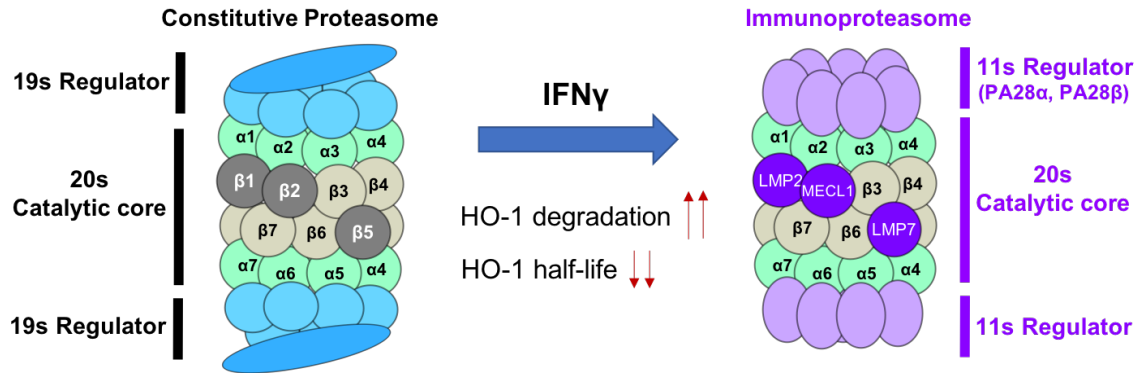 Constitutive Proteasome
19s Regulator
20s
Catalytic core
19s Regulator
α1
α2
α3
α4
β1
β2
β3
β4
β7
β6
β5
α7
α6
α5
α4
IFNγ
HO-1 degradation
HO-1 half-life
Immunoproteasome
α1
α2
α3
α4
LMP2
MECL1
β3
β4
β7
β6
LMP7
α7
α6
α5
α4
11s Regulator
(PA28α, PA28β)
20s
Catalytic core
11s Regulator